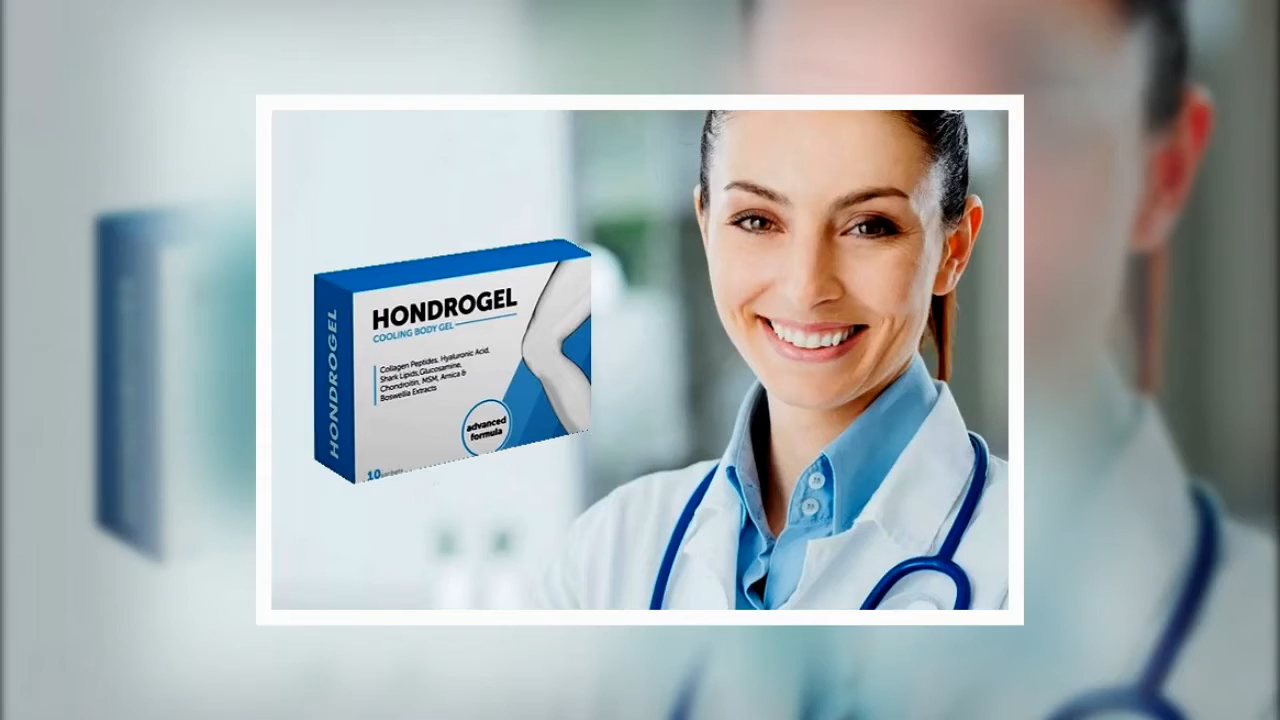 HONDROGEL
HONDROGEL
COOLING BODY GEL
Collagen Peptides, Hyaluronic Acid,
Shark Lipids, Glucosamine,
Chondroitin, MSM, Arnica &
Boswellia Extracts
advanced
formula
10